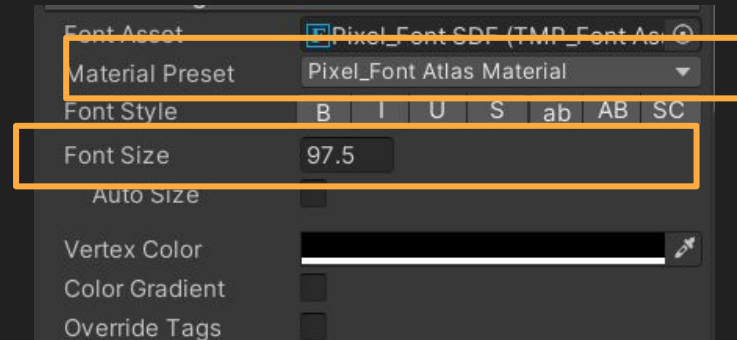 Font Asset F Pixel_Font SDF (TMP_Font As
Material Preset Pixel_Font Atlas Material
Font Style B I U S ab AB SC
Font Size 97.5
Auto Size
Vertex Color
Color Gradient
Override Tags